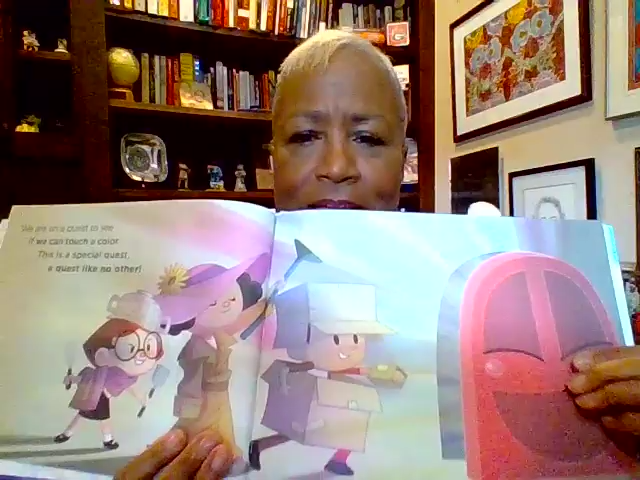 "We are on a quest to see
if we can touch a color.
This is a special quest,
a quest like no other!